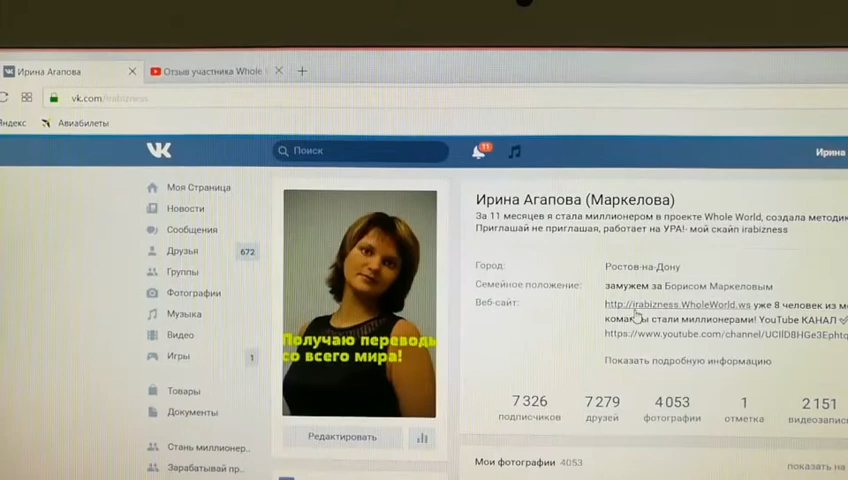 Ирина Агапова
Отзыв участника Whole
vk.com/irabizness
Яндекс
Авиабилеты
Поиск
11
Ирина
Моя Страница
Новости
Сообщения
Друзья 672
Группы
Фотографии
Музыка
Видео
Игры 1
Товары
Документы
Стань миллионер..
Зарабатывай пр..
Получаю переводы
со всего мира!
Редактировать
Ирина Агапова (Маркелова)
За 11 месяцев я стала миллионером в проекте Whole World, создала методик
Приглашай не приглашая, работает на УРА!- мой скайп irabizness
Город: Ростов-на-Дону
Семейное положение: замужем за Борисом Маркеловым
Веб-сайт: http://irabizness.WholeWorld.ws уже 8 человек из м
команды стали миллионерами! YouTube КАНАЛ
https://www.youtube.com/channel/
Показать подробную информацию
7 326 7 279 4 053 1 2 151
подписчиков друзей фотографии отметка видеозапис
Мои фотографии 4053
показать на